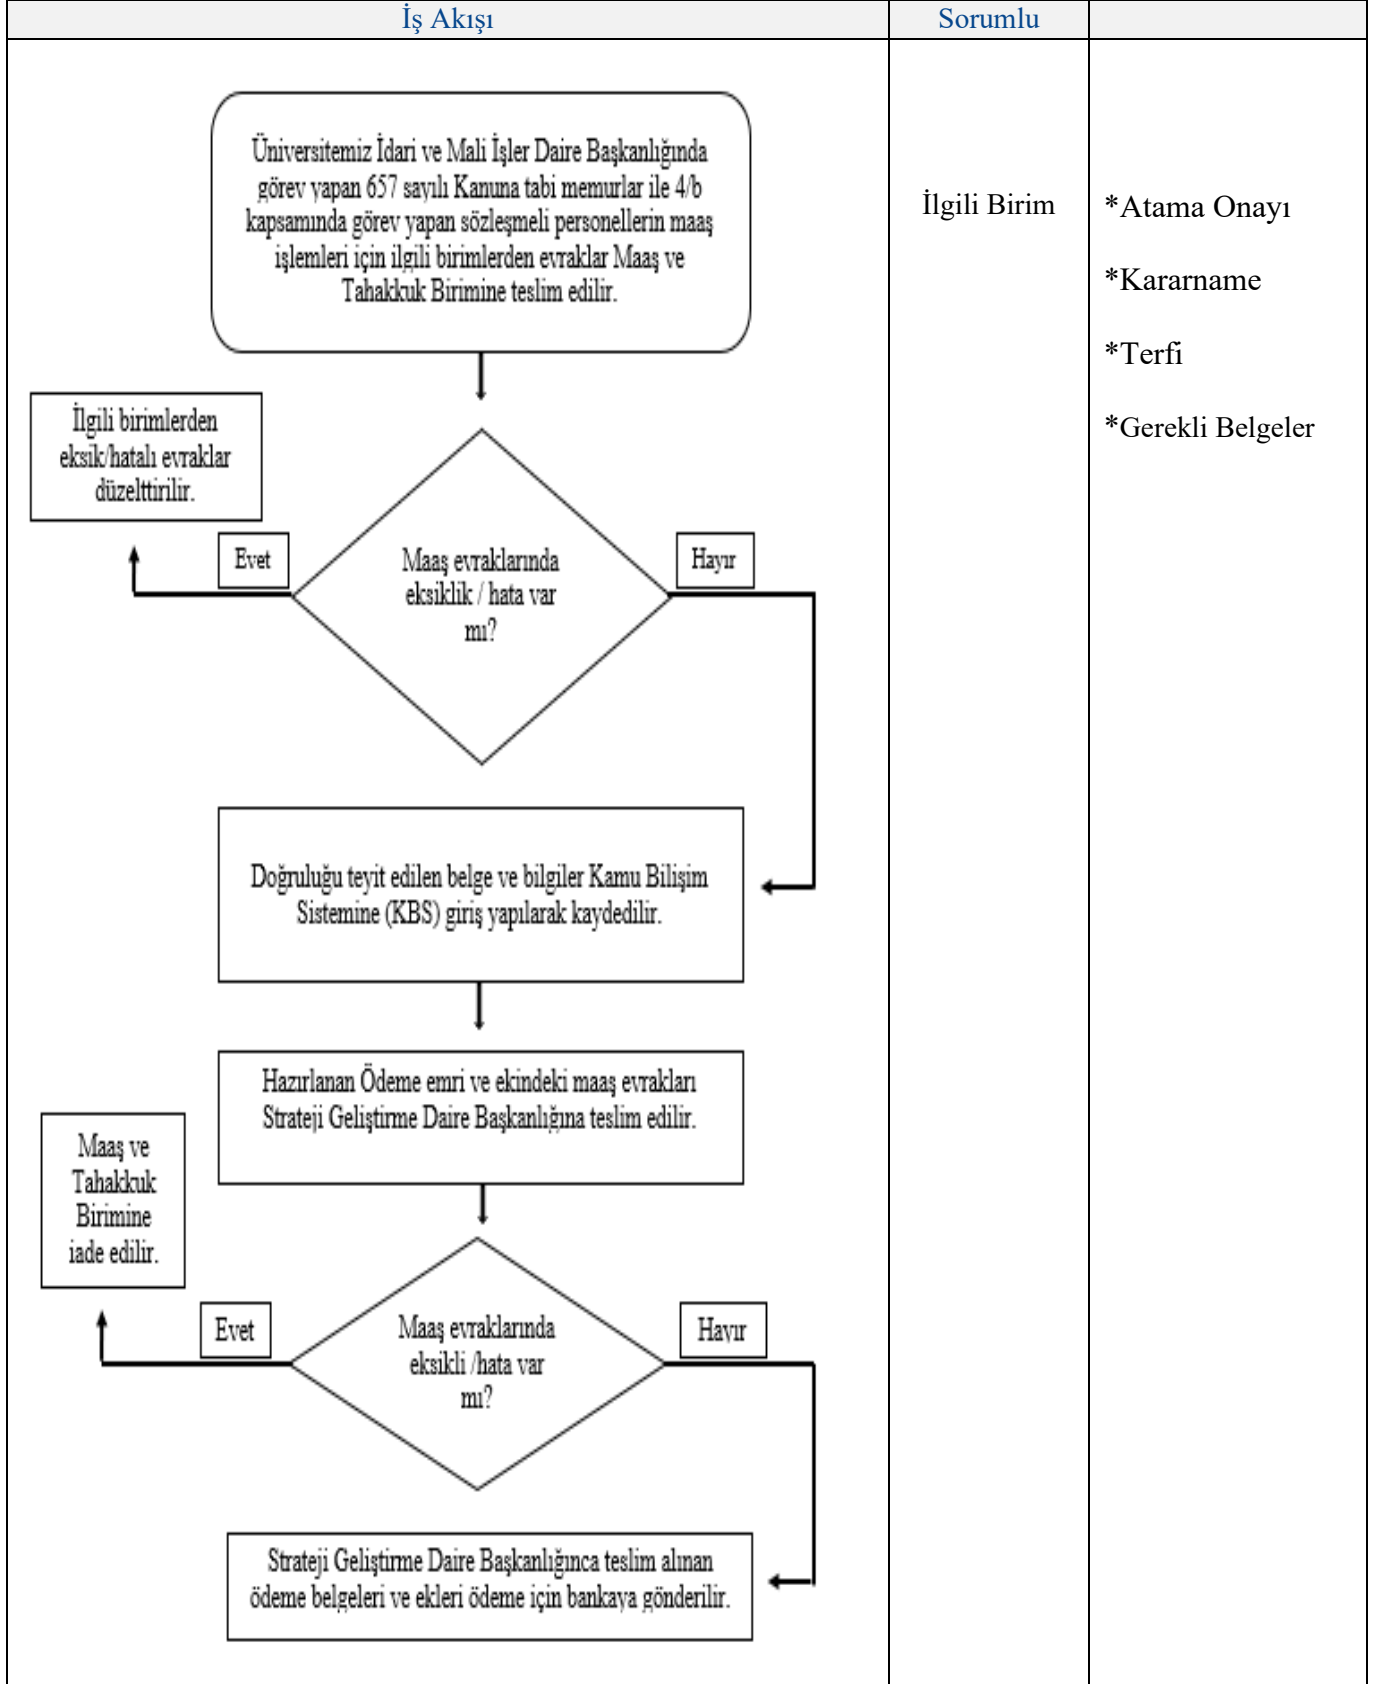 İş Akışı
Sorumlu
Üniversitemiz İdari ve Mali İşler Daire Başkanlığında
görev yapan 657 sayılı Kanuna tabi memurlar ile 4/b
kapsamında görev yapan sözleşmeli personellerin maaş
işlemleri için ilgili birimlerden evraklar Maaş ve
Tahakkuk Birimine teslim edilir.
İlgili Birim
*Atama Onayı
*Kararname
*Terfi
*Gerekli Belgeler
İlgili birimlerden
eksik/hatalı evraklar
düzelttirilir.
Evet
Maaş evraklarında
eksiklik / hata var
mı?
Hayır
Doğruluğu teyit edilen belge ve bilgiler Kamu Bilişim
Sistemine (KBS) giriş yapılarak kaydedilir.
Hazırlanan Ödeme emri ve ekindeki maaş evrakları
Strateji Geliştirme Daire Başkanlığına teslim edilir.
Maaş ve
Tahakkuk
Birimine
iade edilir.
Evet
Maaş evraklarında
eksikli /hata var
mı?
Hayır
Strateji Geliştirme Daire Başkanlığınca teslim alınan
ödeme belgeleri ve ekleri ödeme için bankaya gönderilir.